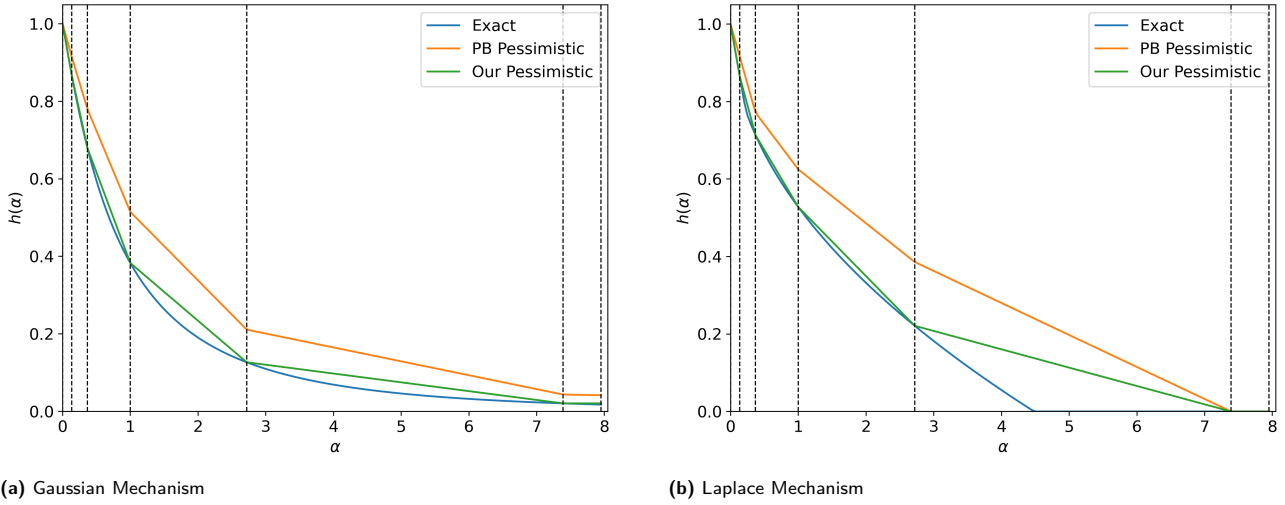 1.0
0.8
0.6
0.4
0.2
0.0
h(α)
0 1 2 3 4 5 6 7 8
α
Exact
PB Pessimistic
Our Pessimistic
(a) Gaussian Mechanism
1.0
0.8
0.6
0.4
0.2
0.0
h(α)
0 1 2 3 4 5 6 7 8
α
Exact
PB Pessimistic
Our Pessimistic
(b) Laplace Mechanism